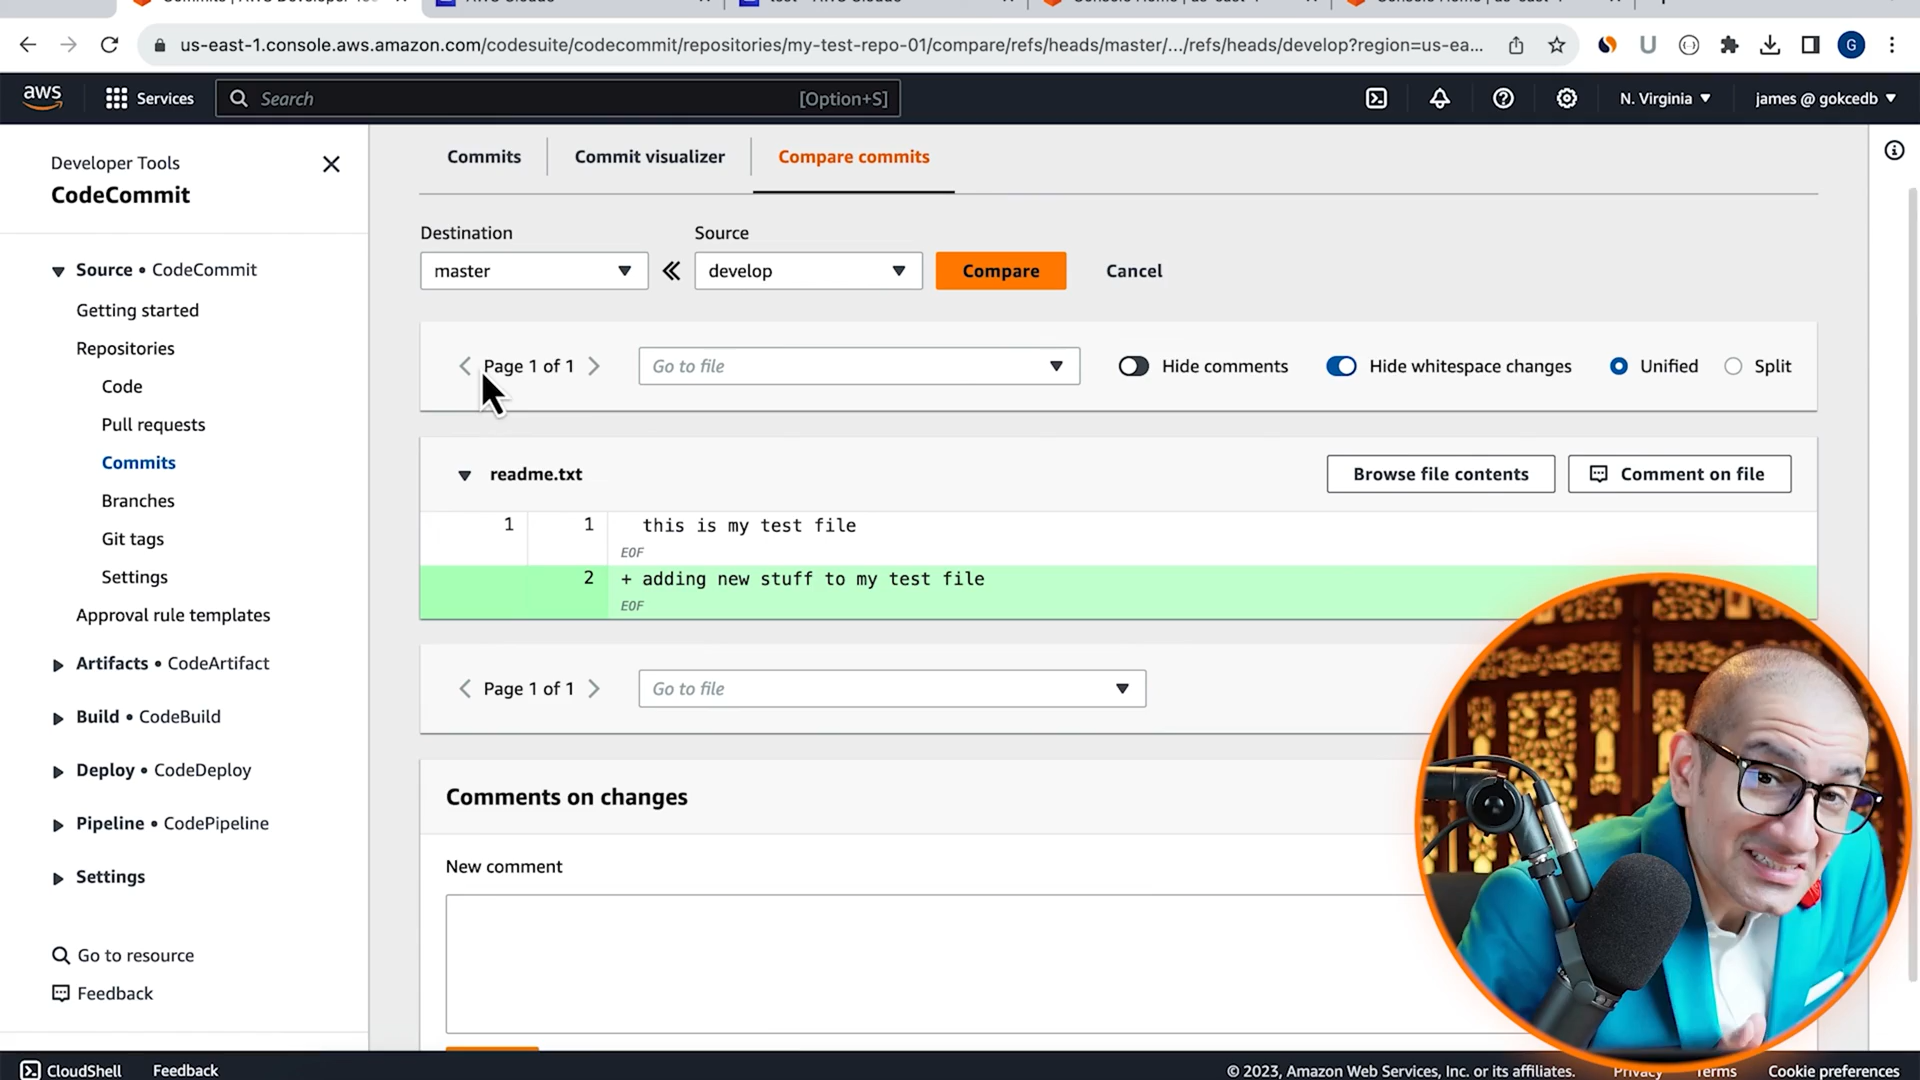 us-east-1.console.aws.amazon.com/codesuite/codecommit/repositories/my-test-repo-01/compare/refs/heads/master/.../refs/heads/develop?region=us-ea...
G
aws
Services
Search
[Option+S]
N. Virginia
james @ gokcedb
Developer Tools
CodeCommit
Source • CodeCommit
Getting started
Repositories
Code
Pull requests
Commits
Branches
Git tags
Settings
Approval rule templates
Artifacts • CodeArtifact
Build • CodeBuild
Deploy • CodeDeploy
Pipeline • CodePipeline
Settings
Go to resource
Feedback
Commits
Commit visualizer
Compare commits
Destination
Source
master
develop
Compare
Cancel
Page 1 of 1
Go to file
Hide comments
Hide whitespace changes
Unified
Split
readme.txt
Browse file contents
Comment on file
1 1 this is my test file
EOF
2 + adding new stuff to my test file
EOF
Page 1 of 1
Go to file
Comments on changes
New comment
CloudShell
Feedback
© 2023, Amazon Web Services, Inc. or its affiliates.
Privacy
Terms
Cookie preferences